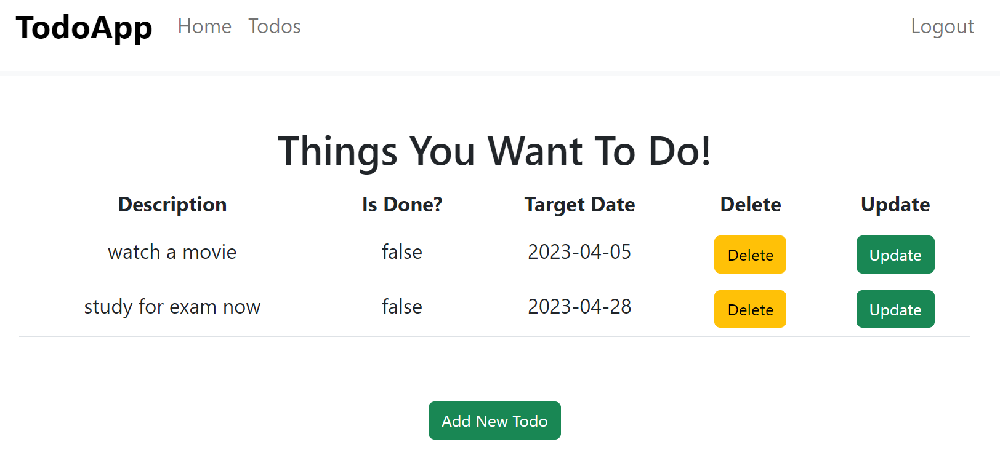 TodoApp Home Todos Logout
Things You Want To Do!
Description Is Done? Target Date Delete Update
watch a movie false 2023-04-05 Delete Update
study for exam now false 2023-04-28 Delete Update
Add New Todo